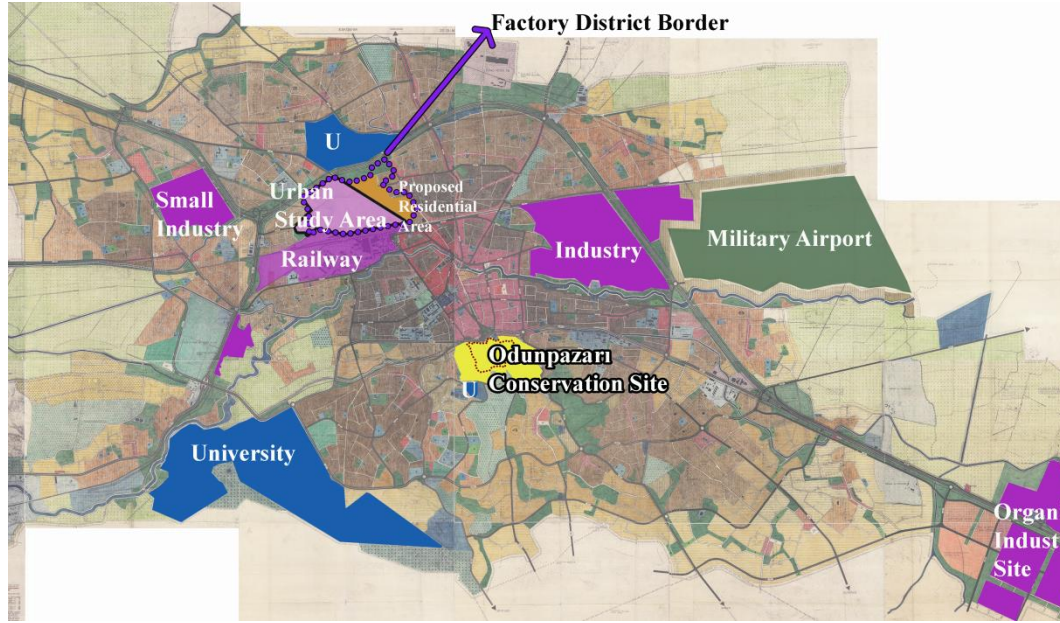 Factory District Border
U
Proposed
Residential
Area
Urban
Study Area
Small
Industry
Railway
Industry
Military Airport
Odunpazarı
Conservation Site
U
University
Organ
Indust
Site